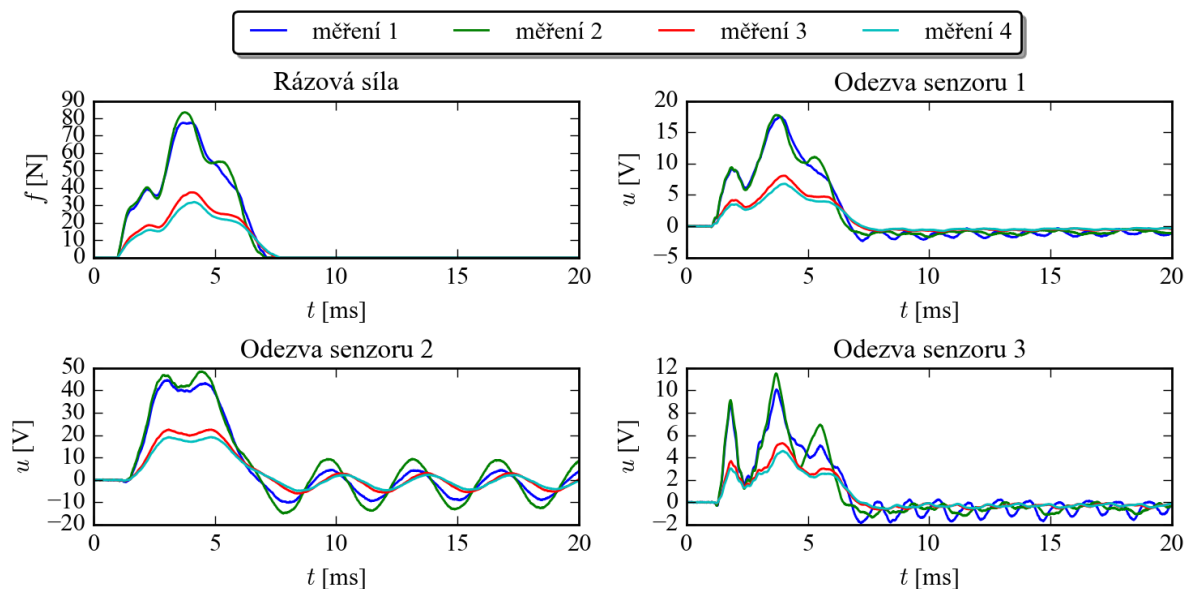 měření 1 měření 2 měření 3 měření 4
Rázová síla
90
80
70
60
50
40
30
20
10
0
f [N]
0 5 10 15 20
t [ms]
Odezva senzoru 1
20
15
10
5
0
−5
u [V]
0 5 10 15 20
t [ms]
Odezva senzoru 2
50
40
30
20
10
0
−10
−20
u [V]
0 5 10 15 20
t [ms]
Odezva senzoru 3
12
10
8
6
4
2
0
−2
u [V]
0 5 10 15 20
t [ms]